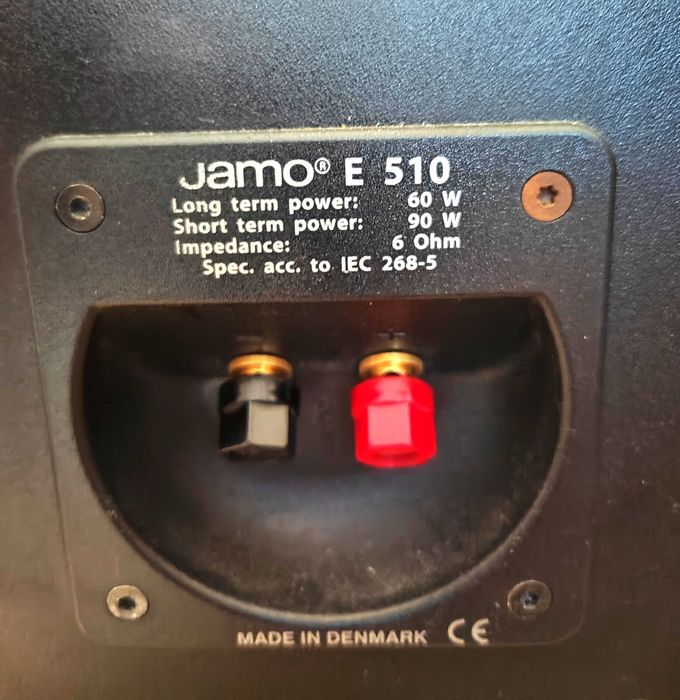 Jamo® E 510
Long term power: 60 W
Short term power: 90 W
Impedance: 6 Ohm
Spec. acc. to IEC 268-5
- +
MADE IN DENMARK CE